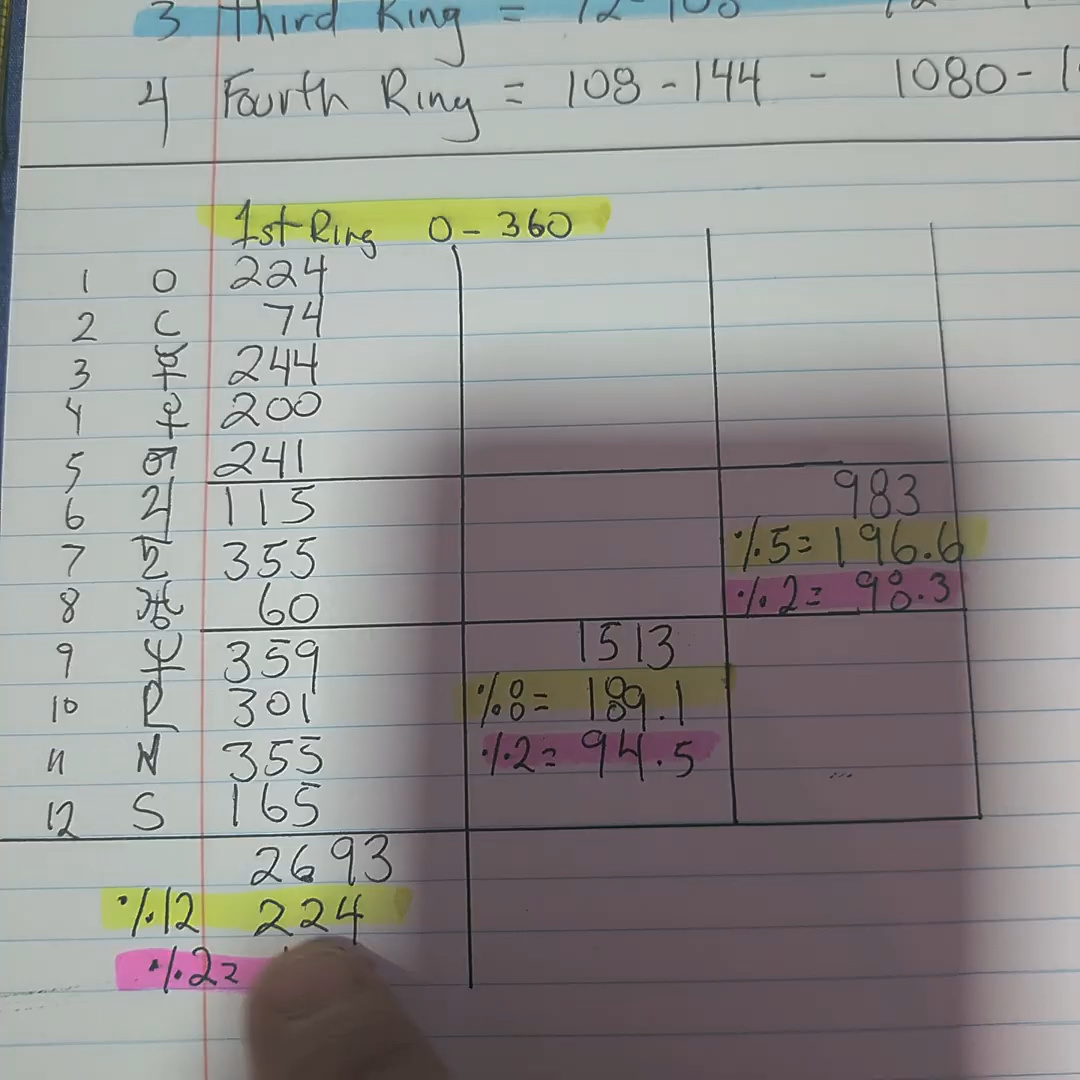 3 Third Ring = 72-108
4 Fourth Ring = 108-144 - 1080-1
1st Ring 0-360
1 O 224
2 ☾ 74
3 ☿ 244
4 ♀ 200
5 ♂ 241
6 ♃ 115
983
7 ♄ 355
%5= 196.6
8 ♅ 60
%2= 98.3
9 ♆ 359
1513
10 P 301
%8= 189.1
11 N 355
%2= 94.5
12 S 165
2693
%12 224
%2=